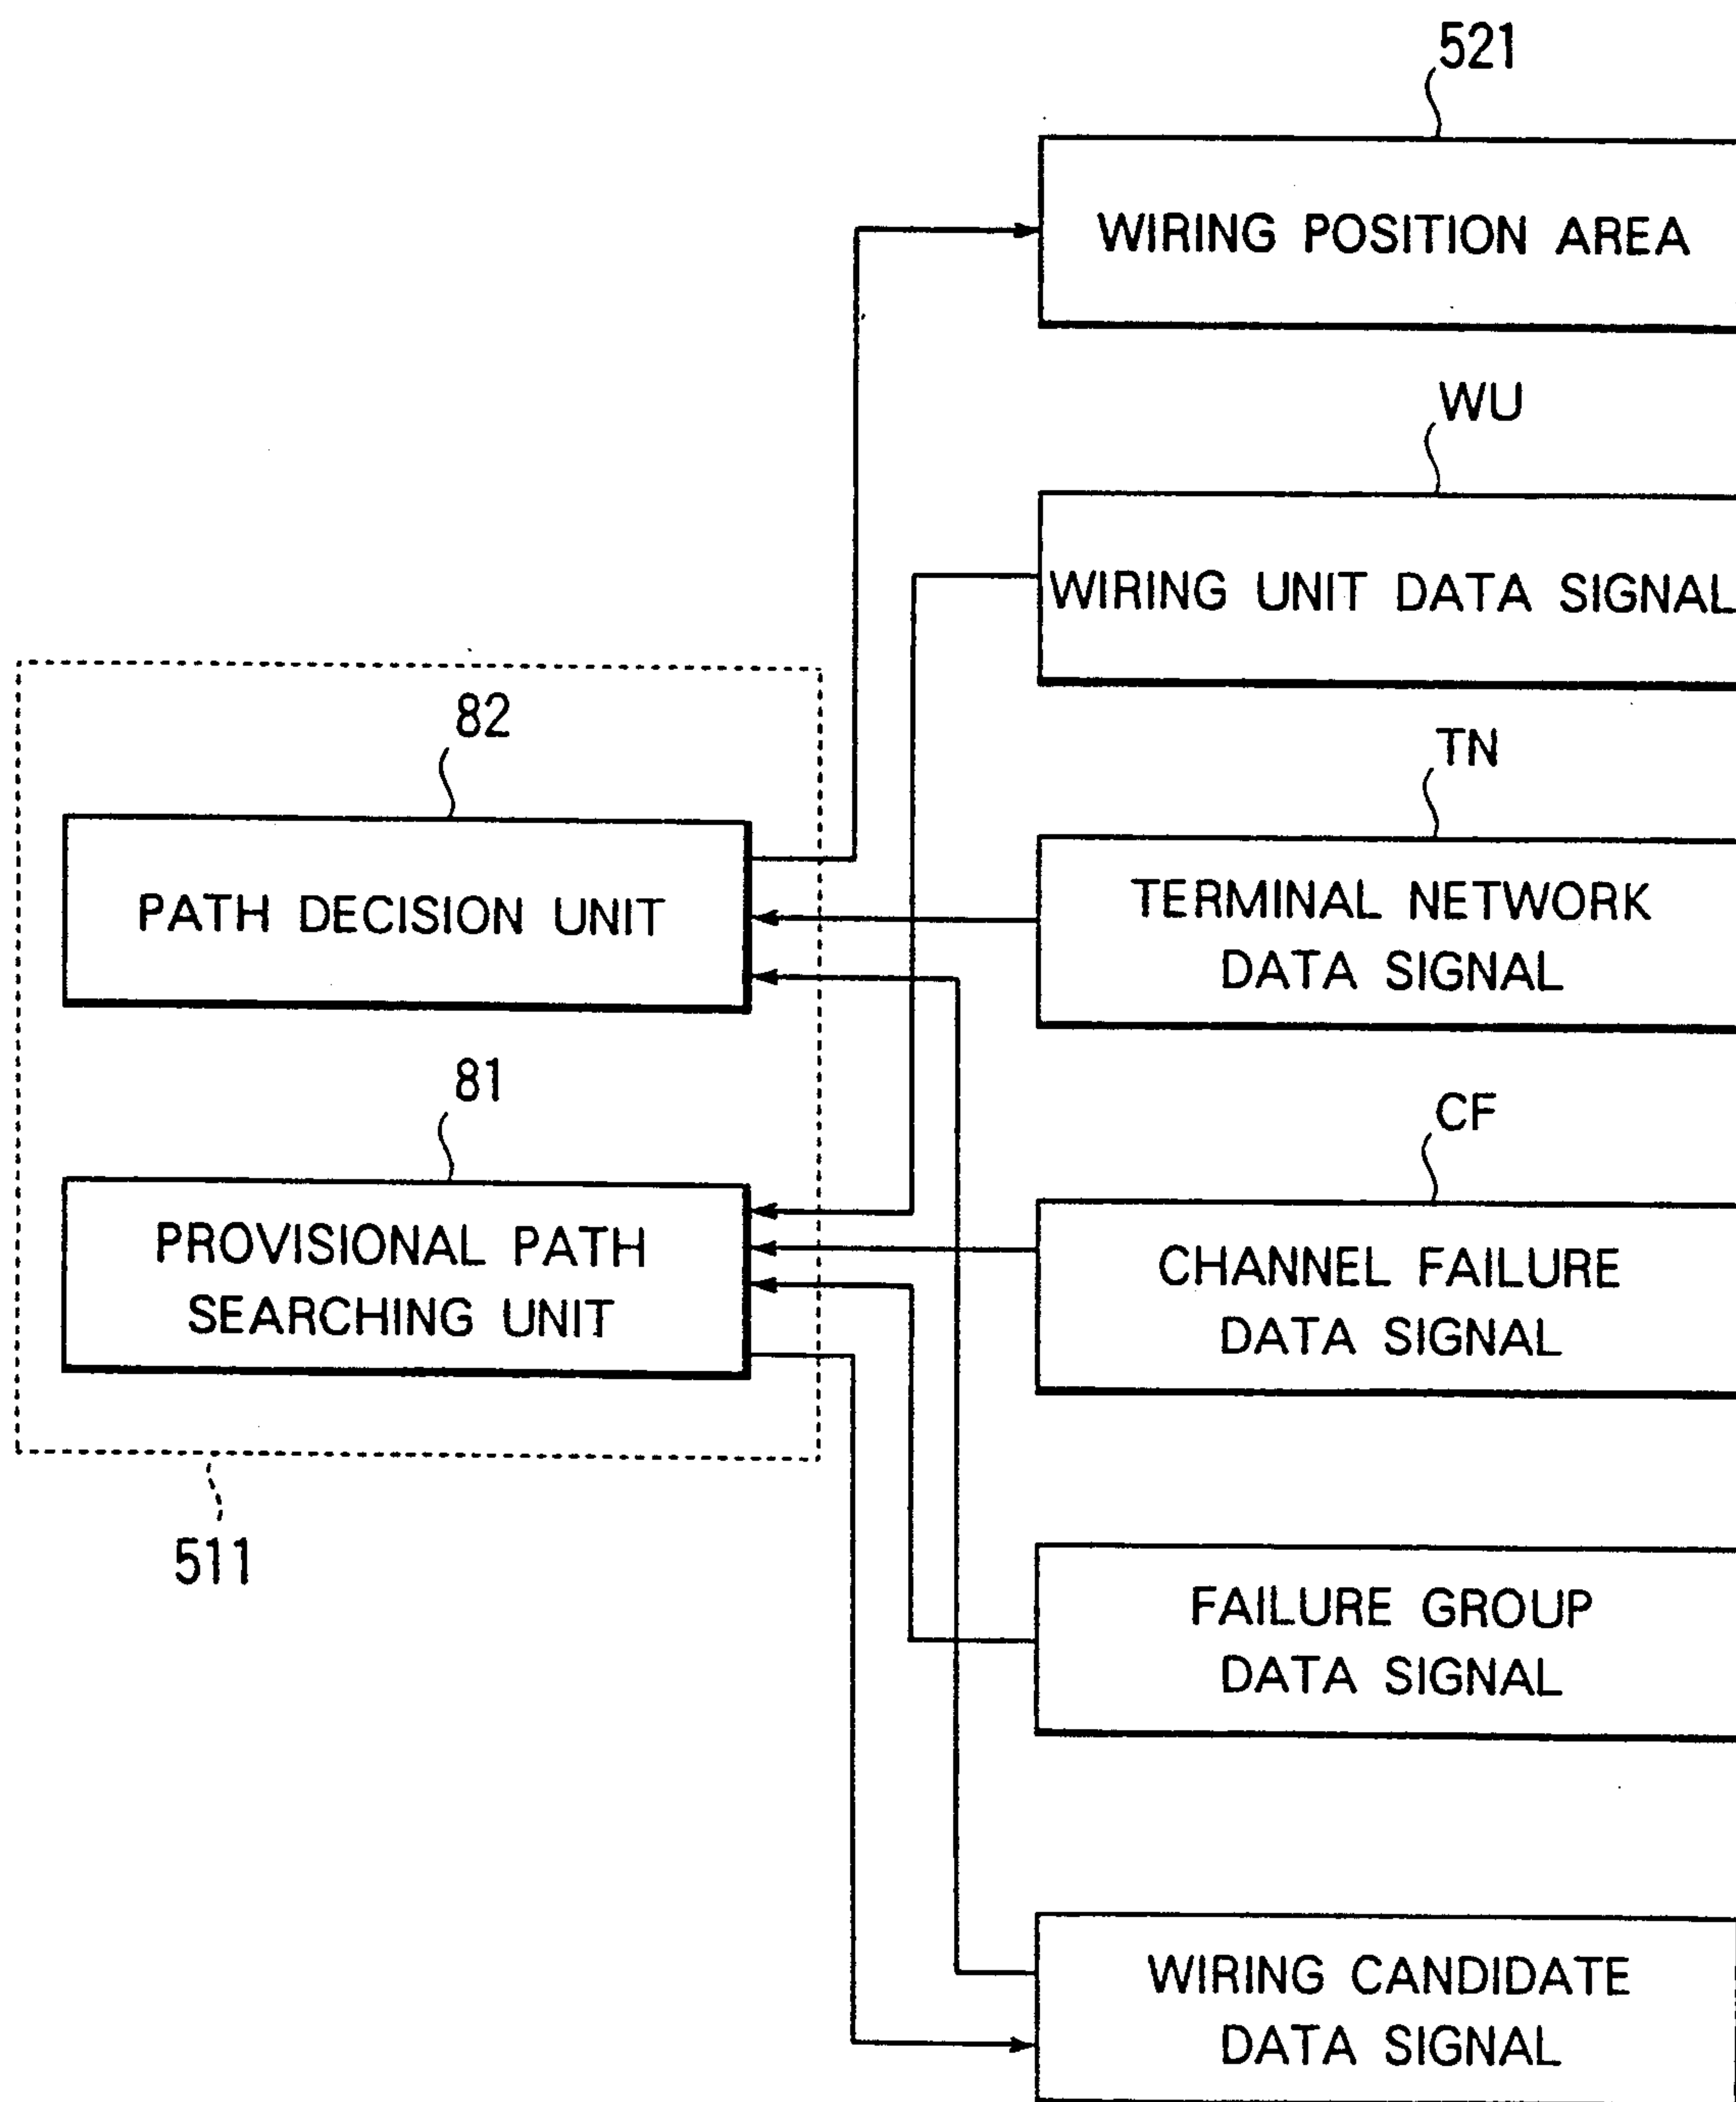 521
WIRING POSITION AREA
WU
WIRING UNIT DATA SIGNAL
82
PATH DECISION UNIT
TN
TERMINAL NETWORK
DATA SIGNAL
81
PROVISIONAL PATH
SEARCHING UNIT
CF
CHANNEL FAILURE
DATA SIGNAL
511
FAILURE GROUP
DATA SIGNAL
WIRING CANDIDATE
DATA SIGNAL